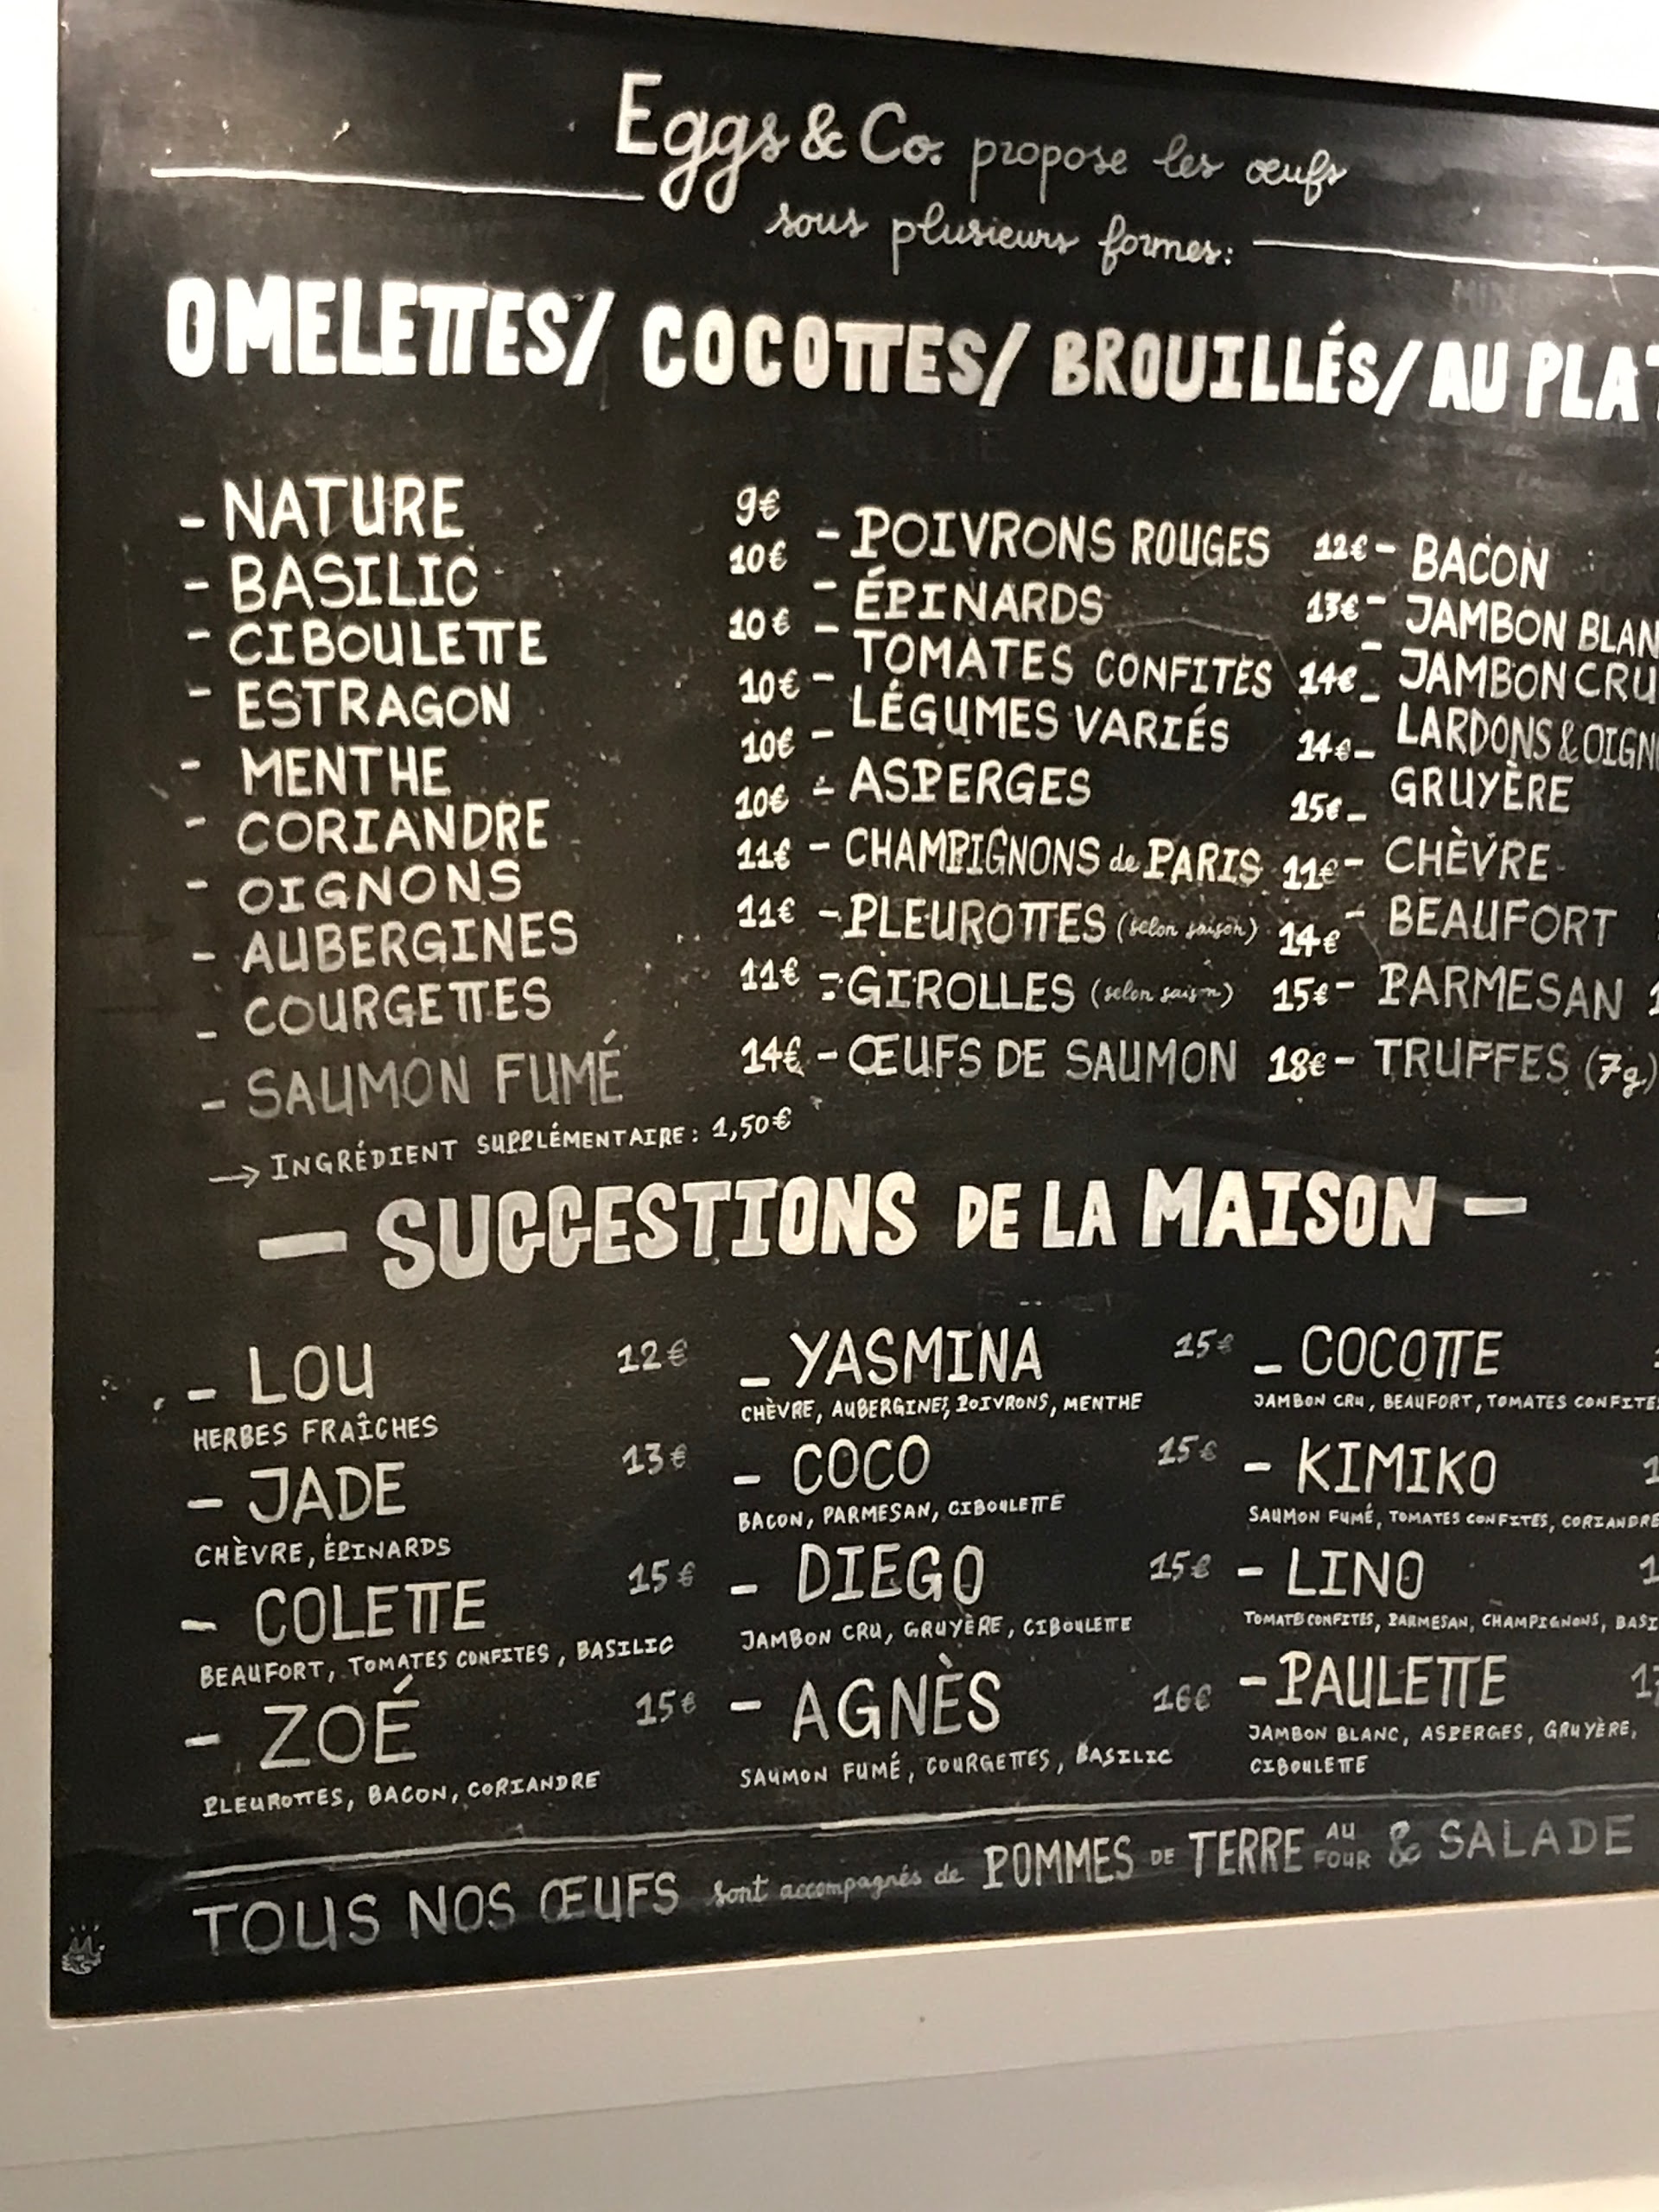 Eggs & Co. propose les œufs
sous plusieurs formes:
OMELETTES/ COCOTTES/ BROUILLÉS/ AU PLAT
- NATURE 9€
- BASILIC 10€
- CIBOULETTE 10€
- ESTRAGON 10€
- MENTHE 10€
- CORIANDRE 10€
- OIGNONS 11€
- AUBERGINES 11€
- COURGETTES 11€
- SAUMON FUMÉ 14€
→ INGRÉDIENT SUPPLÉMENTAIRE: 1,50€
- POIVRONS ROUGES 12€
- ÉPINARDS 13€
- TOMATES CONFITES 14€
- LÉGUMES VARIÉS 14€
- ASPERGES 15€
- CHAMPIGNONS de PARIS 11€
- PLEUROTTES (selon saison) 14€
- GIROLLES (selon saison) 15€
- ŒUFS DE SAUMON 18€
- BACON
- JAMBON BLAN
- JAMBON CRU
- LARDONS & OIGN
- GRUYÈRE
- CHÈVRE
- BEAUFORT
- PARMESAN 1
- TRUFFES (7g)
— SUGGESTIONS DE LA MAISON —
- LOU 12€
HERBES FRAÎCHES
- JADE 13€
CHÈVRE, ÉPINARDS
- COLETTE 15€
BEAUFORT, TOMATES CONFITES, BASILIC
- ZOÉ 15€
PLEUROTTES, BACON, CORIANDRE
- YASMINA 15€
CHÈVRE, AUBERGINES, POIVRONS, MENTHE
- COCO 15€
BACON, PARMESAN, CIBOULETTE
- DIEGO 15€
JAMBON CRU, GRUYÈRE, CIBOULETTE
- AGNÈS 16€
SAUMON FUMÉ, COURGETTES, BASILIC
- COCOTTE
JAMBON CRU, BEAUFORT, TOMATES CONFITES
- KIMIKO 1
SAUMON FUMÉ, TOMATES CONFITES, CORIANDRE
- LINO 1
TOMATES CONFITES, PARMESAN, CHAMPIGNONS, BASI
- PAULETTE 1
JAMBON BLANC, ASPERGES, GRUYÈRE,
CIBOULETTE
TOUS NOS ŒUFS sont accompagnés de POMMES DE TERRE AU FOUR & SALADE